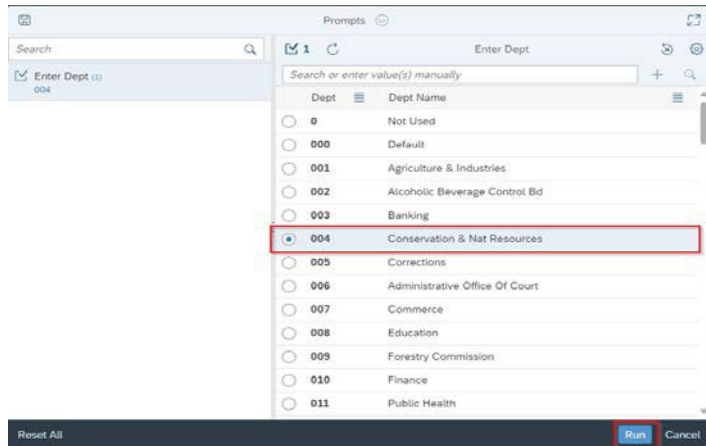 Prompts
Search
1 Enter Dept
Enter Dept (1)
004
Search or enter value(s) manually
Dept Dept Name
0 Not Used
000 Default
001 Agriculture & Industries
002 Alcoholic Beverage Control Bd
003 Banking
004 Conservation & Nat Resources
005 Corrections
006 Administrative Office Of Court
007 Commerce
008 Education
009 Forestry Commission
010 Finance
011 Public Health
Reset All Run Cancel